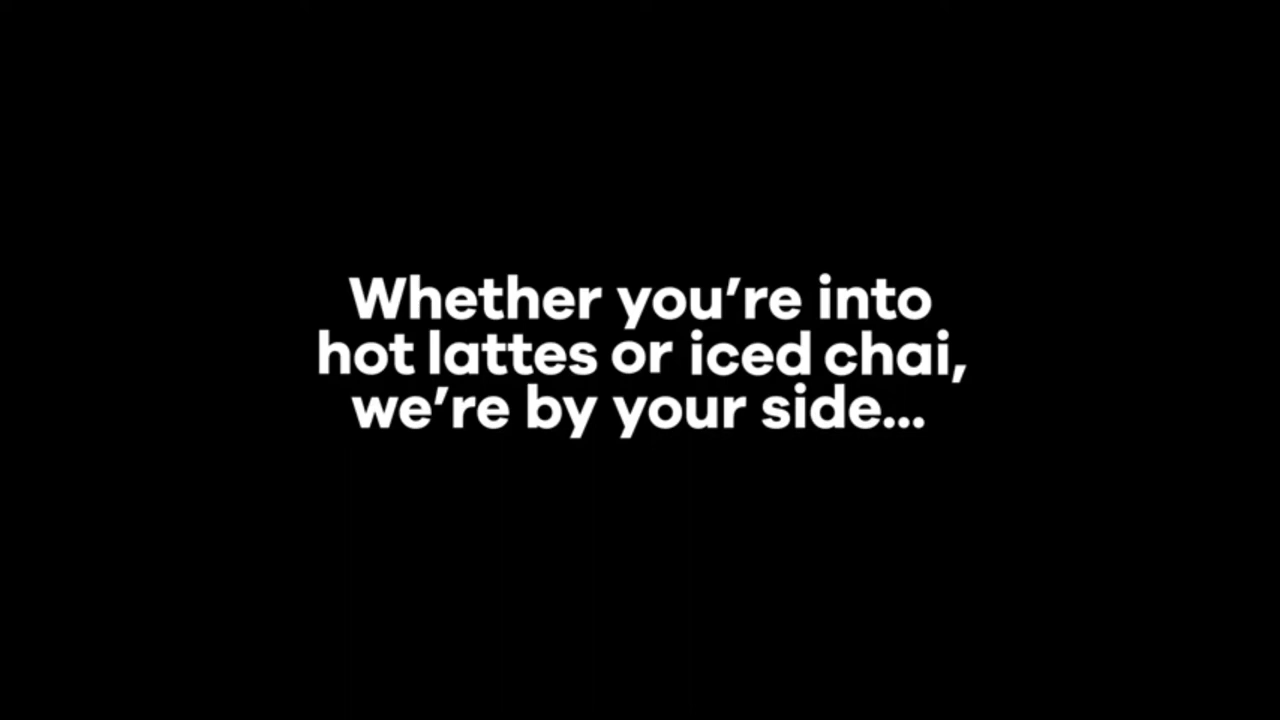 Whether you’re into
hot lattes or iced chai,
we’re by your side...